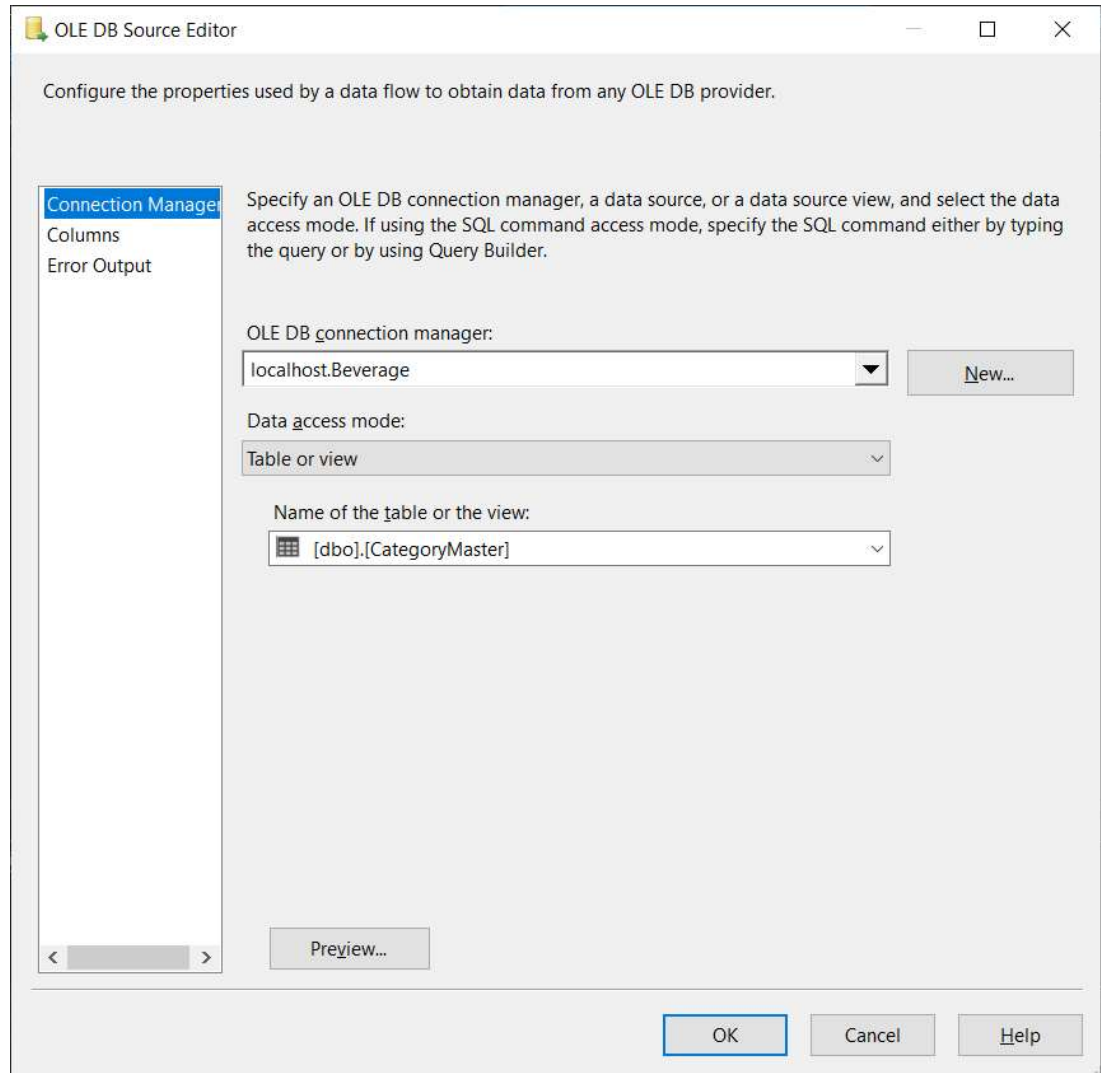 OLE DB Source Editor
Configure the properties used by a data flow to obtain data from any OLE DB provider.
Connection Manager
Columns
Error Output
Specify an OLE DB connection manager, a data source, or a data source view, and select the data
access mode. If using the SQL command access mode, specify the SQL command either by typing
the query or by using Query Builder.
OLE DB connection manager:
localhost.Beverage
New...
Data access mode:
Table or view
Name of the table or the view:
[dbo].[CategoryMaster]
Preview...
OK
Cancel
Help